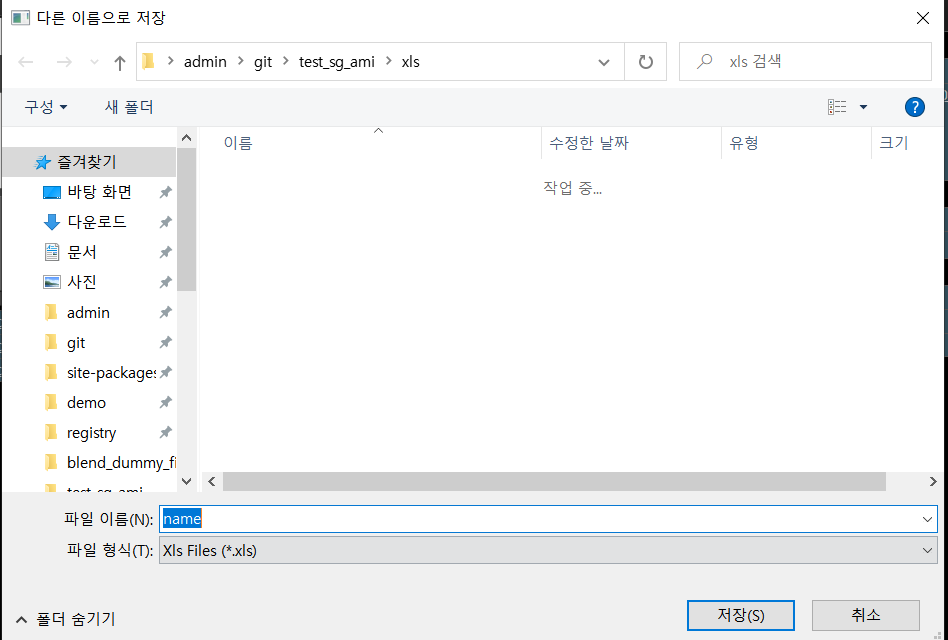 다른 이름으로 저장
admin git test_sg_ami xls
xls 검색
구성 새 폴더
이름 수정한 날짜 유형 크기
작업 중...
즐겨찾기
바탕 화면
다운로드
문서
사진
admin
git
site-packages
demo
registry
blend_dummy_fi
test_sg_ami
파일 이름(N): name
파일 형식(T): Xls Files (*.xls)
폴더 숨기기
저장(S) 취소